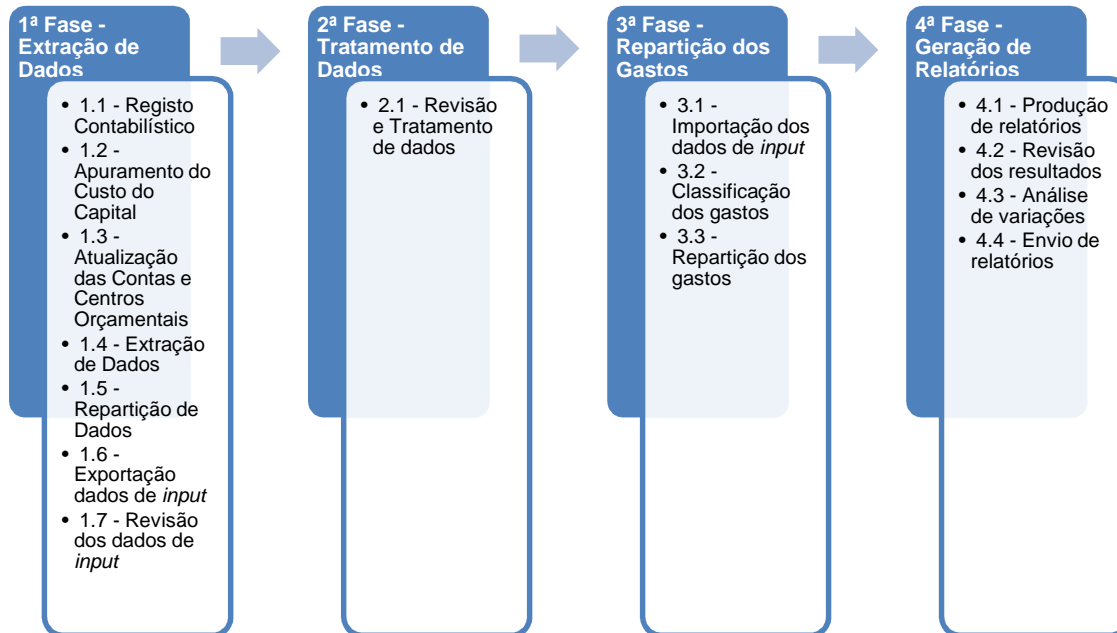 1ª Fase -
Extração de
Dados
• 1.1 - Registo
Contabilístico
• 1.2 -
Apuramento do
Custo do
Capital
• 1.3 -
Atualização
das Contas e
Centros
Orçamentais
• 1.4 - Extração
de Dados
• 1.5 -
Repartição de
Dados
• 1.6 -
Exportação
dados de input
• 1.7 - Revisão
dos dados de
input
2ª Fase -
Tratamento de
Dados
• 2.1 - Revisão
e Tratamento
de dados
3ª Fase -
Repartição dos
Gastos
• 3.1 -
Importação dos
dados de input
• 3.2 -
Classificação
dos gastos
• 3.3 -
Repartição dos
gastos
4ª Fase -
Geração de
Relatórios
• 4.1 - Produção
de relatórios
• 4.2 - Revisão
dos resultados
• 4.3 - Análise
de variações
• 4.4 - Envio de
relatórios